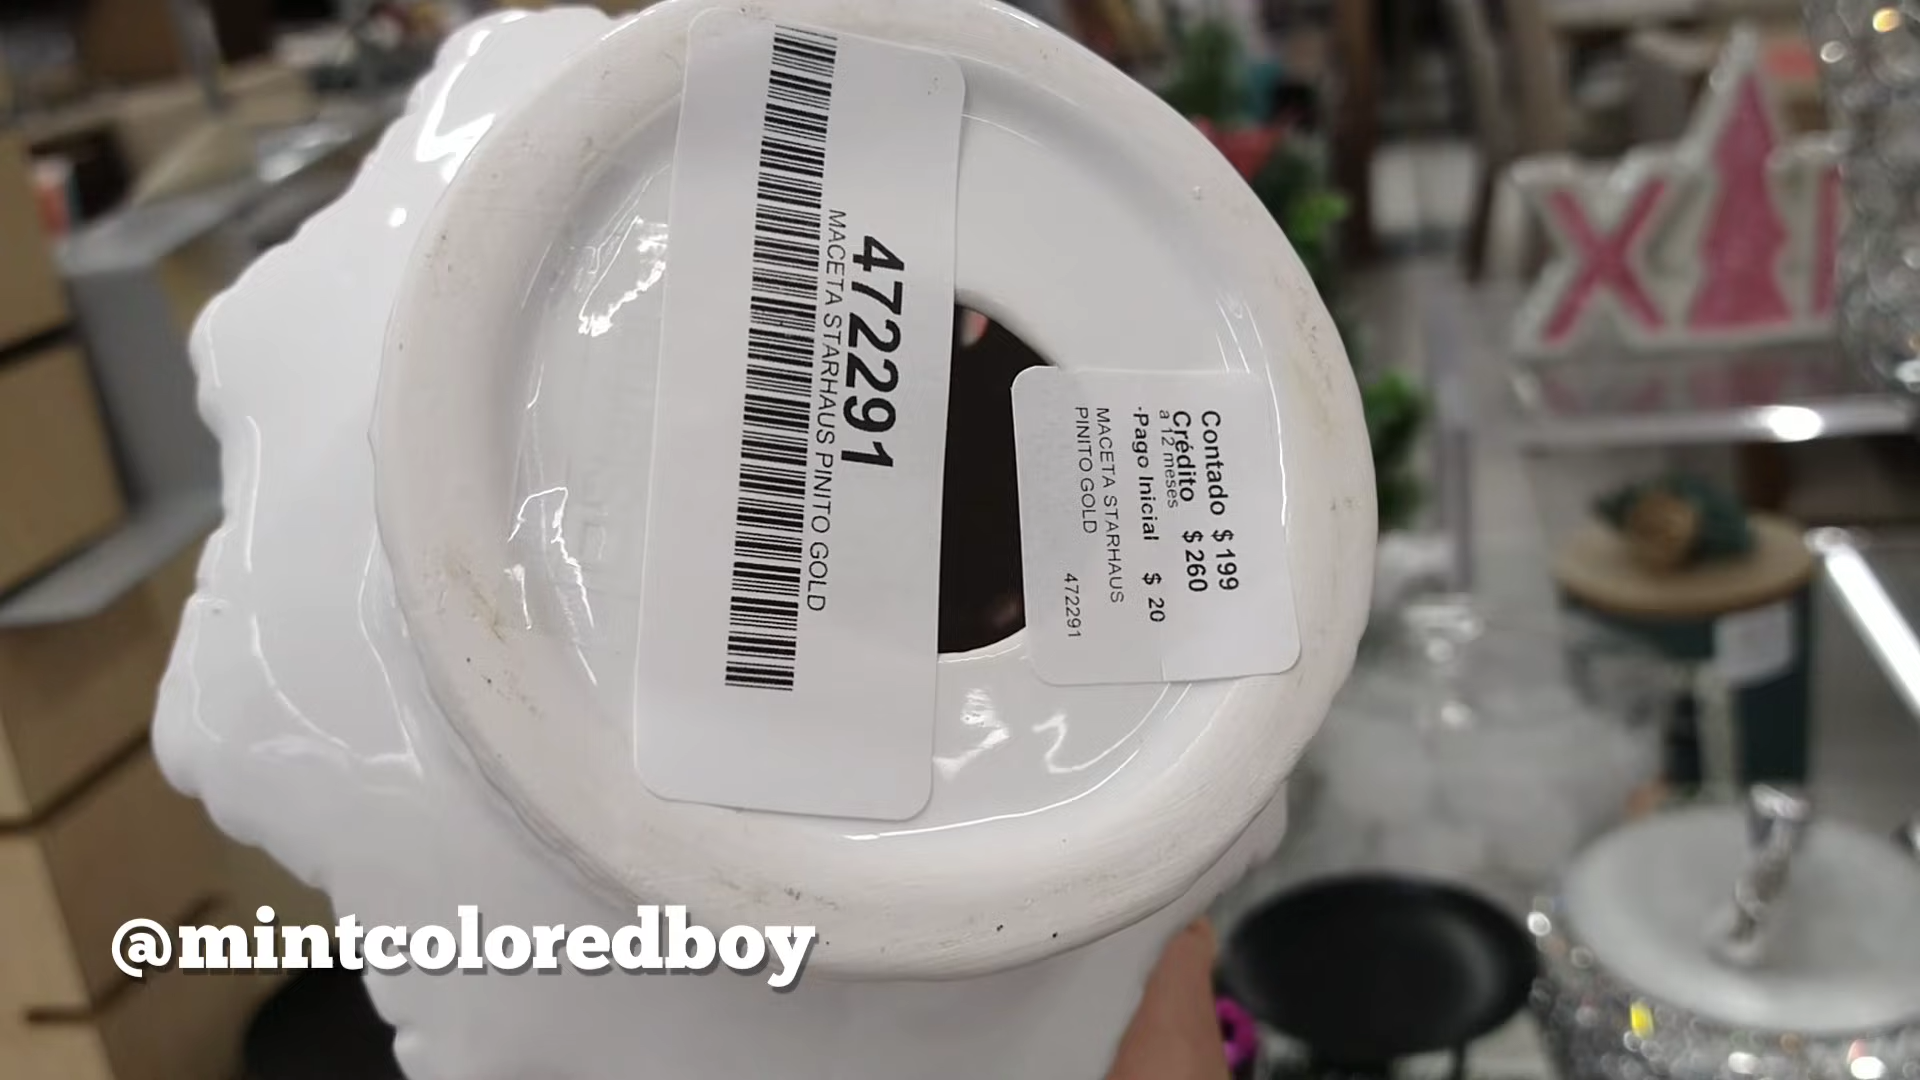 472291
MACETA STARHAUS PINITO GOLD
Contado $ 199
Crédito $ 260
a 12 meses
·Pago Inicial $ 20
MACETA STARHAUS
PINITO GOLD
472291
@mintcoloredboy